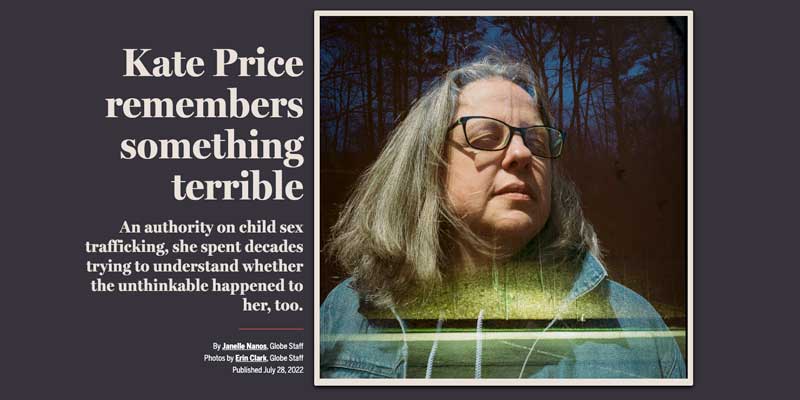 Kate Price
remembers
something
terrible
An authority on child sex
trafficking, she spent decades
trying to understand whether
the unthinkable happened to
her, too.
By Janelle Nanos, Globe Staff
Photos by Erin Clark, Globe Staff
Published July 28, 2022